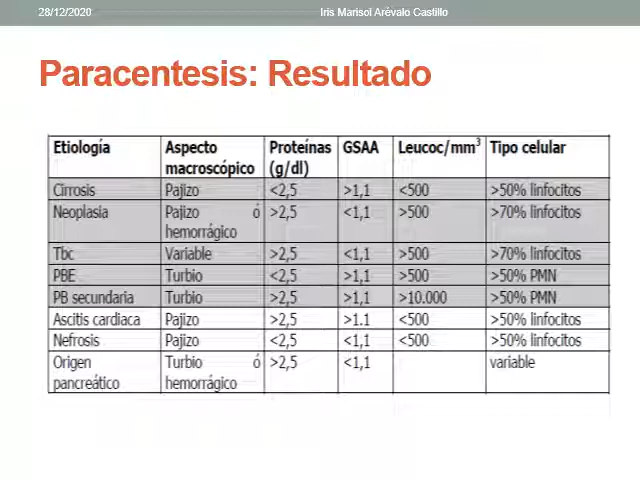 28/12/2020 Iris Marisol Arévalo Castillo
Paracentesis: Resultado
Etiología Aspecto macroscópico Proteínas (g/dl) GSAA Leucoc/mm³ Tipo celular
Cirrosis Pajizo <2,5 >1,1 <500 >50% linfocitos
Neoplasia Pajizo ó hemorrágico >2,5 <1,1 >500 >70% linfocitos
Tbc Variable >2,5 <1,1 >500 >70% linfocitos
PBE Turbio <2,5 >1,1 >500 >50% PMN
PB secundaria Turbio >2,5 >1,1 >10.000 >50% PMN
Ascitis cardiaca Pajizo >2,5 >1.1 <500 >50% linfocitos
Nefrosis Pajizo <2,5 <1,1 <500 >50% linfocitos
Origen pancreático Turbio ó hemorrágico >2,5 <1,1 variable